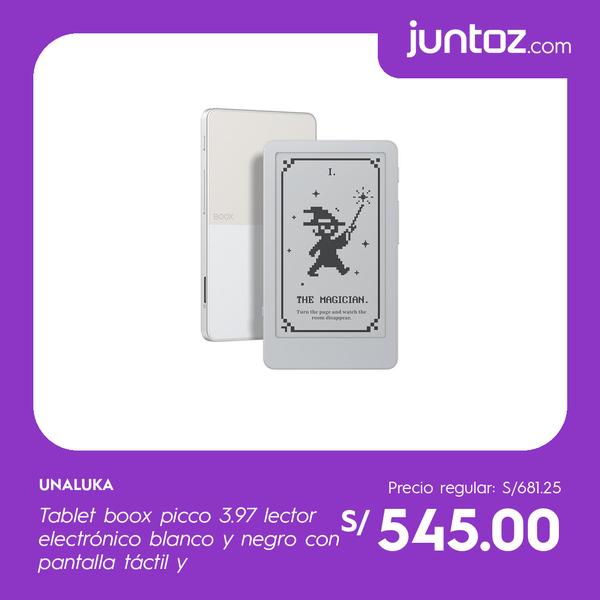 juntoz.com
BOOX
I.
THE MAGICIAN.
Turn the page and watch the
room disappear.
UNALUKA
Tablet boox picco 3.97 lector
electrónico blanco y negro con
pantalla táctil y
Precio regular: S/681.25
S/ 545.00